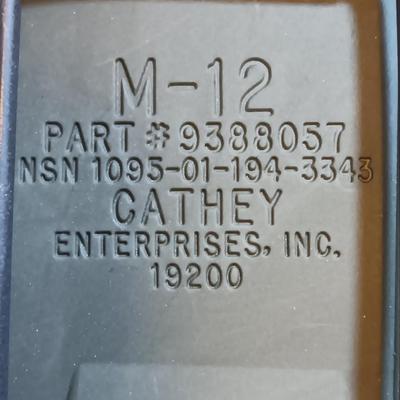 M-12
PART # 9388057
NSN 1095-01-194-3343
CATHEY
ENTERPRISES, INC.
19200